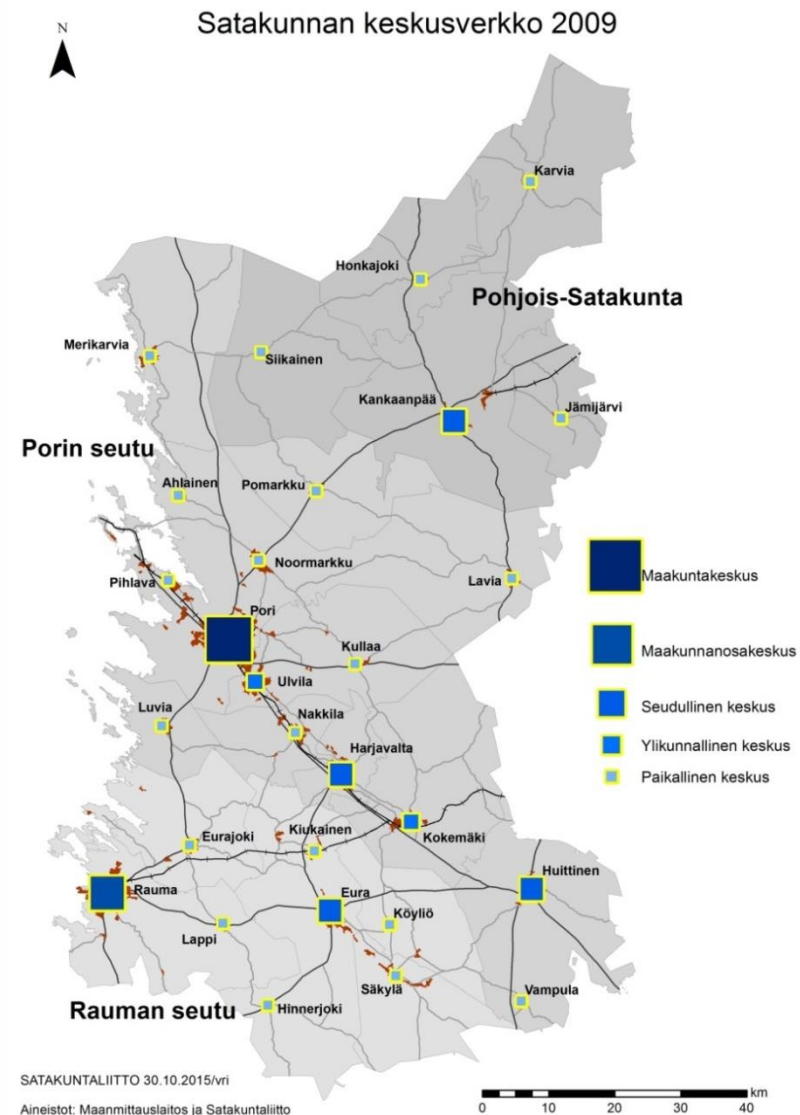 Satakunnan keskusverkko 2009
N
Karvia
Honkajoki
Pohjois-Satakunta
Merikarvia
Siikainen
Kankaanpää
Jämijärvi
Porin seutu
Ahlainen
Pomarkku
Noormarkku
Pihlava
Lavia
Maakuntakeskus
Pori
Kullaa
Maakunnanosakeskus
Ulvila
Luvia
Nakkila
Seudullinen keskus
Harjavalta
Ylikunnallinen keskus
Paikallinen keskus
Eurajoki
Kiukainen
Kokemäki
Huittinen
Rauma
Eura
Köyliö
Lappi
Säkylä
Vampula
Rauman seutu
Hinnerjoki
SATAKUNTALIITTO 30.10.2015/vri
km
0 10 20 30 40
Aineistot: Maanmittauslaitos ja Satakuntaliitto